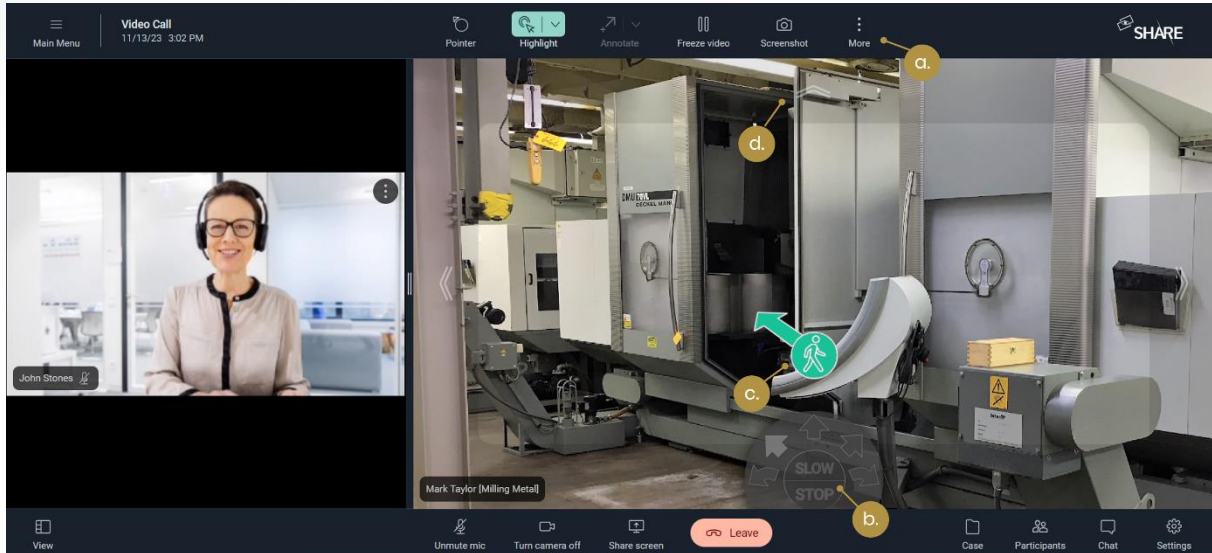 Main Menu
Video Call
11/13/23 3:02 PM
Pointer
Highlight
Annotate
Freeze video
Screenshot
More
SHARE
a.
d.
DECKEL MAHO
John Stones
c.
SLOW
STOP
b.
Mark Taylor [Milling Metal]
View
Unmute mic
Turn camera off
Share screen
Leave
Case
Participants
Chat
Settings